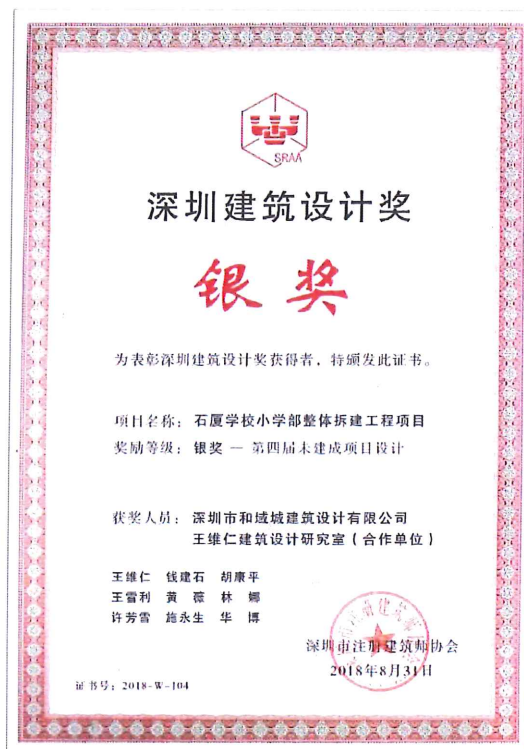 SRAA
深圳建筑设计奖
银奖
为表彰深圳建筑设计奖获得者，特颁发此证书。
项目名称：石厦学校小学部整体拆建工程项目
奖励等级：银奖 — 第四届未建成项目设计
获奖人员：深圳市和域城建筑设计有限公司
王维仁建筑设计研究室（合作单位）
王维仁 钱建石 胡康平
王雪利 黄薇 林娜
许芳雪 施永生 华博
深圳市注册建筑师协会
2018年8月31日
证书号：2018-W-104